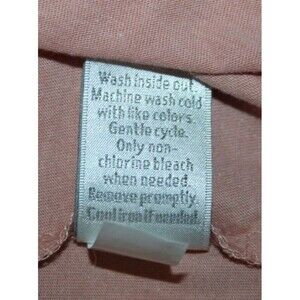 Wash inside out.
Machine wash cold
with like colors.
Gentle cycle.
Only non-
chlorine bleach
when needed.
Remove promptly.
Cool iron if needed.